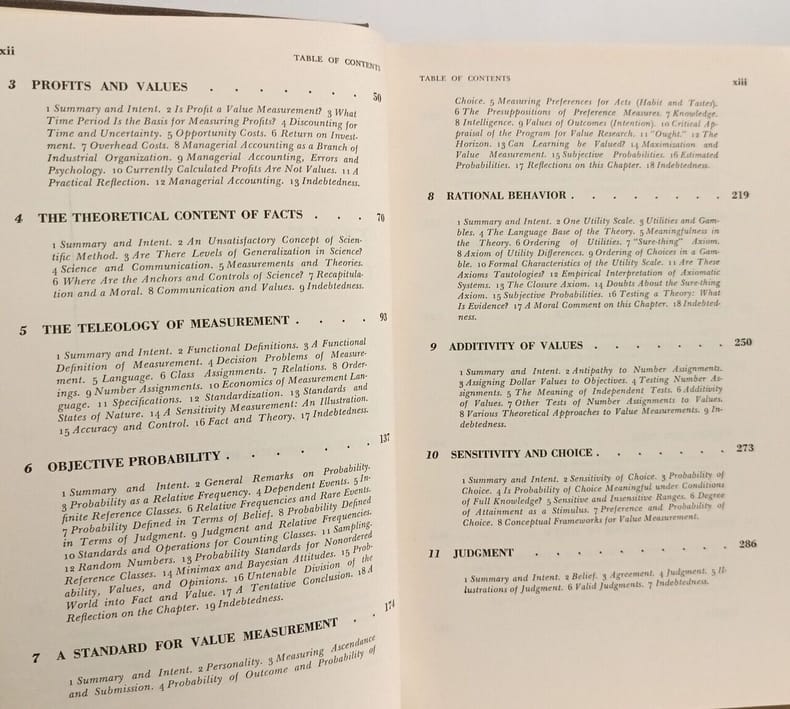 xii
TABLE OF CONTENTS
3 PROFITS AND VALUES . . . . . . . 50
1 Summary and Intent. 2 Is Profit a Value Measurement? 3 What
Time Period Is the Basis for Measuring Profits? 4 Discounting for
Time and Uncertainty. 5 Opportunity Costs. 6 Return on Invest-
ment. 7 Overhead Costs. 8 Managerial Accounting as a Branch of
Industrial Organization. 9 Managerial Accounting, Errors and
Psychology. 10 Currently Calculated Profits Are Not Values. 11 A
Practical Reflection. 12 Managerial Accounting. 13 Indebtedness.
4 THE THEORETICAL CONTENT OF FACTS . . . 70
1 Summary and Intent. 2 An Unsatisfactory Concept of Scien-
tific Method. 3 Are There Levels of Generalization in Science?
4 Science and Communication. 5 Measurements and Theories.
6 Where Are the Anchors and Controls of Science? 7 Recapitula-
tion and a Moral. 8 Communication and Values. 9 Indebtedness.
5 THE TELEOLOGY OF MEASUREMENT . . . . 93
1 Summary and Intent. 2 Functional Definitions. 3 A Functional
Definition of Measurement. 4 Decision Problems of Measure-
ment. 5 Language. 6 Class Assignments. 7 Relations. 8 Order-
ings. 9 Number Assignments. 10 Economics of Measurement Lan-
guage. 11 Specifications. 12 Standardization. 13 Standards and
States of Nature. 14 A Sensitivity Measurement: An Illustration.
15 Accuracy and Control. 16 Fact and Theory. 17 Indebtedness.
6 OBJECTIVE PROBABILITY . . . . . . 137
1 Summary and Intent. 2 General Remarks on Probability.
3 Probability as a Relative Frequency. 4 Dependent Events. 5 In-
finite Reference Classes. 6 Relative Frequencies and Rare Events.
7 Probability Defined in Terms of Belief. 8 Probability Defined
in Terms of Judgment. 9 Judgment and Relative Frequencies.
10 Standards and Operations for Counting Classes. 11 Sampling.
12 Random Numbers. 13 Probability Standards for Nonordered
Reference Classes. 14 Minimax and Bayesian Attitudes. 15 Prob-
ability, Values, and Opinions. 16 Untenable Division of the
World into Fact and Value. 17 A Tentative Conclusion. 18 A
Reflection on the Chapter. 19 Indebtedness.
7 A STANDARD FOR VALUE MEASUREMENT . . 174
1 Summary and Intent. 2 Personality. 3 Measuring Ascendance
and Submission. 4 Probability of Outcome and Probability of
TABLE OF CONTENTS
xiii
Choice. 5 Measuring Preferences for Acts (Habit and Tastes).
6 The Presuppositions of Preference Measures. 7 Knowledge.
8 Intelligence. 9 Values of Outcomes (Intention). 10 Critical Ap-
praisal of the Program for Value Research. 11 "Ought." 12 The
Horizon. 13 Can Learning be Valued? 14 Maximization and
Value Measurement. 15 Subjective Probabilities. 16 Estimated
Probabilities. 17 Reflections on this Chapter. 18 Indebtedness.
8 RATIONAL BEHAVIOR . . . . . . . . 219
1 Summary and Intent. 2 One Utility Scale. 3 Utilities and Gam-
bles. 4 The Language Base of the Theory. 5 Meaningfulness in
the Theory. 6 Ordering of Utilities. 7 "Sure-thing" Axiom.
8 Axiom of Utility Differences. 9 Ordering of Choices in a Gam-
ble. 10 Formal Characteristics of the Utility Scale. 11 Are These
Axioms Tautologies? 12 Empirical Interpretation of Axiomatic
Systems. 13 The Closure Axiom. 14 Doubts About the Sure-thing
Axiom. 15 Subjective Probabilities. 16 Testing a Theory: What
Is Evidence? 17 A Moral Comment on this Chapter. 18 Indebted-
ness.
9 ADDITIVITY OF VALUES . . . . . . . 250
1 Summary and Intent. 2 Antipathy to Number Assignments.
3 Assigning Dollar Values to Objectives. 4 Testing Number As-
signments. 5 The Meaning of Independent Tests. 6 Additivity
of Values. 7 Other Tests of Number Assignments to Values.
8 Various Theoretical Approaches to Value Measurements. 9 In-
debtedness.
10 SENSITIVITY AND CHOICE . . . . . . . 273
1 Summary and Intent. 2 Sensitivity of Choice. 3 Probability of
Choice. 4 Is Probability of Choice Meaningful under Conditions
of Full Knowledge? 5 Sensitive and Insensitive Ranges. 6 Degree
of Attainment as a Stimulus. 7 Preference and Probability of
Choice. 8 Conceptual Frameworks for Value Measurement.
11 JUDGMENT . . . . . . . . . . 286
1 Summary and Intent. 2 Belief. 3 Agreement. 4 Judgment. 5 Il-
lustrations of Judgment. 6 Valid Judgments. 7 Indebtedness.